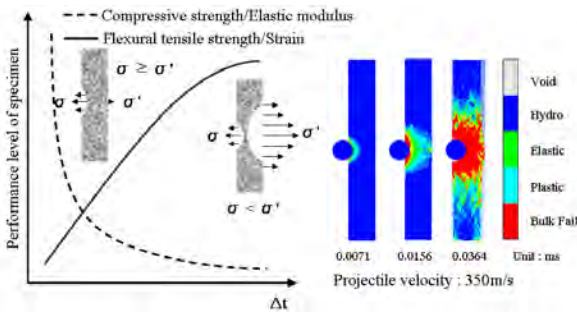 Compressive strength/Elastic modulus
Flexural tensile strength/Strain
Performance level of specimen
σ ≥ σ'
σ σ'
σ σ'
σ < σ'
Δt
Void
Hydro
Elastic
Plastic
Bulk Fail
0.0071 0.0156 0.0364 Unit : ms
Projectile velocity : 350m/s